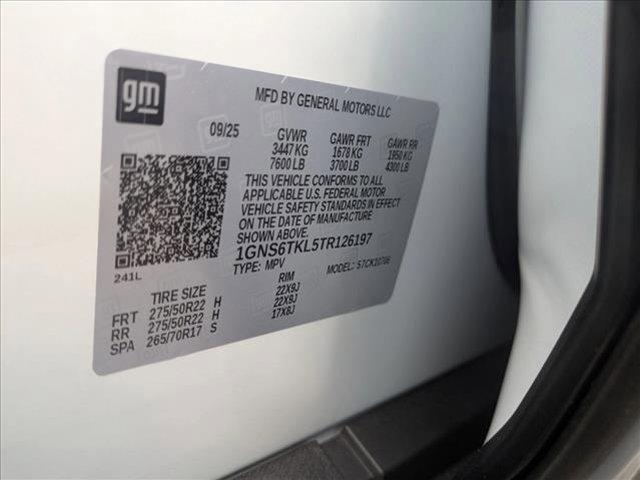 gm
MFD BY GENERAL MOTORS LLC
09/25 GVWR GAWR FRT GAWR RR
3447 KG 1678 KG 1950 KG
7600 LB 3700 LB 4300 LB
THIS VEHICLE CONFORMS TO ALL
APPLICABLE U.S. FEDERAL MOTOR
VEHICLE SAFETY STANDARDS IN EFFECT
ON THE DATE OF MANUFACTURE
SHOWN ABOVE.
1GNS6TKL5TR126197
TYPE: MPV MODEL: STCK10706
241L
TIRE SIZE RIM
FRT 275/50R22 H 22X9J
RR 275/50R22 H 22X9J
SPA 265/70R17 S 17X8J